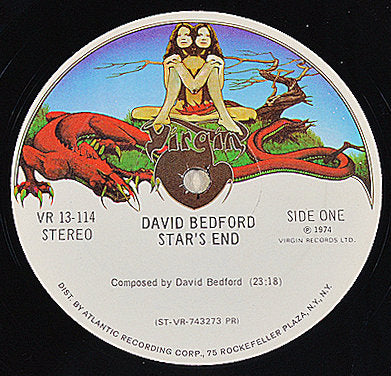 Virgin
VR 13-114
STEREO
DAVID BEDFORD
STAR'S END
SIDE ONE
℗ 1974
VIRGIN RECORDS LTD.
Composed by David Bedford (23:18)
(ST-VR-743273 PR)
DIST. BY ATLANTIC RECORDING CORP., 75 ROCKEFELLER PLAZA, N.Y., N.Y.